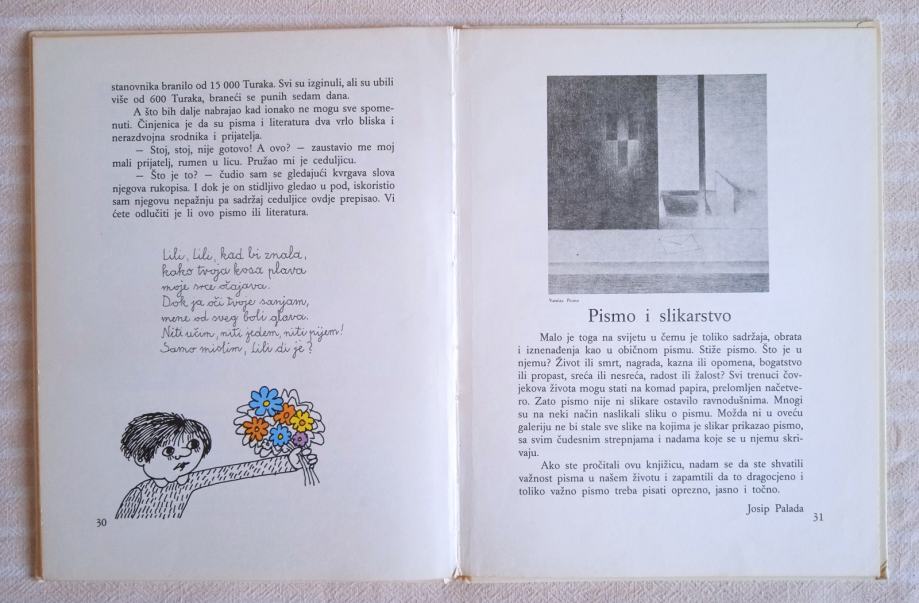 stanovnika branilo od 15 000 Turaka. Svi su izginuli, ali su ubili
više od 600 Turaka, braneći se punih sedam dana.
A što bih dalje nabrajao kad ionako ne mogu sve spome-
nuti. Činjenica je da su pisma i literatura dva vrlo bliska i
nerazdvojna srodnika i prijatelja.
— Stoj, stoj, nije gotovo! A ovo? — zaustavio me moj
mali prijatelj, rumen u licu. Pružao mi je ceduljicu.
— Što je to? — čudio sam se gledajući kvrgava slova
njegova rukopisa. I dok je on stidljivo gledao u pod, iskoristio
sam njegovu nepažnju pa sadržaj ceduljice ovdje prepisao. Vi
ćete odlučiti je li ovo pismo ili literatura.
Lili, Lili, kad bi znala,
kako tvoja kosa plava
moje srce očajava.
Dok ja oči tvoje sanjam,
mene od sveg boli glava.
Niti učim, niti jedem, niti pijem!
Samo mislim, Lili di je?
30
Pismo i slikarstvo
Malo je toga na svijetu u čemu je toliko sadržaja, obrata
i iznenađenja kao u običnom pismu. Stiže pismo. Što je u
njemu? Život ili smrt, nagrada, kazna ili opomena, bogatstvo
ili propast, sreća ili nesreća, radost ili žalost? Svi trenuci čov-
jekova života mogu stati na komad papira, prelomljen načetve-
ro. Zato pismo nije ni slikare ostavilo ravnodušnima. Mnogi
su na neki način naslikali sliku o pismu. Možda ni u oveću
galeriju ne bi stale sve slike na kojima je slikar prikazao pismo,
sa svim čudesnim strepnjama i nadama koje se u njemu skri-
vaju.
Ako ste pročitali ovu knjižicu, nadam se da ste shvatili
važnost pisma u našem životu i zapamtili da to dragocjeno i
toliko važno pismo treba pisati oprezno, jasno i točno.
Josip Palada
31